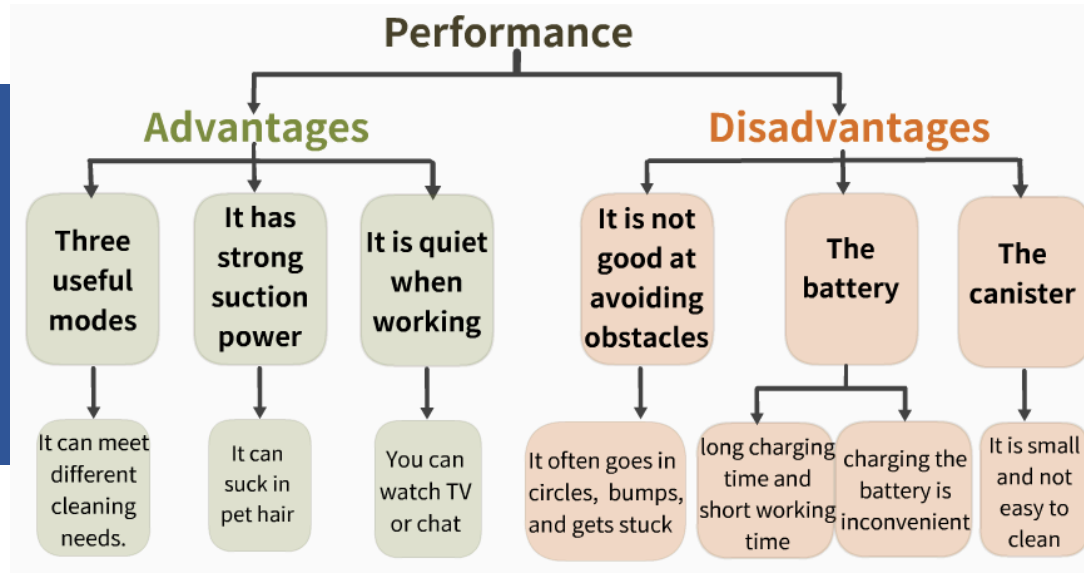 Performance
Advantages
Disadvantages
Three
useful
modes
It has
strong
suction
power
It is quiet
when
working
It is not
good at
avoiding
obstacles
The
battery
The
canister
It can meet
different
cleaning
needs.
It can
suck in
pet hair
You can
watch TV
or chat
It often goes in
circles, bumps,
and gets stuck
long charging
time and
short working
time
charging the
battery is
inconvenient
It is small
and not
easy to
clean